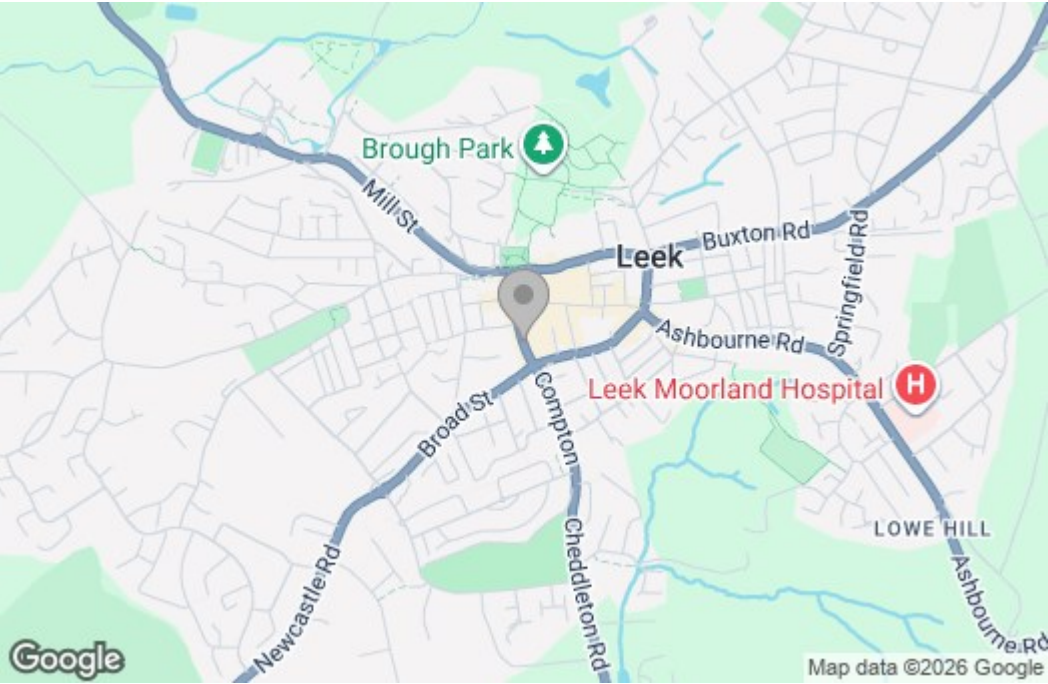 Brough Park
Mill St
Buxton Rd
Leek
Springfield Rd
Ashbourne Rd
Leek Moorland Hospital
H
Compton
Broad St
LOWE HILL
Cheddleton Rd
Newcastle Rd
Ashbourne Rd
Google
Map data ©2026 Google